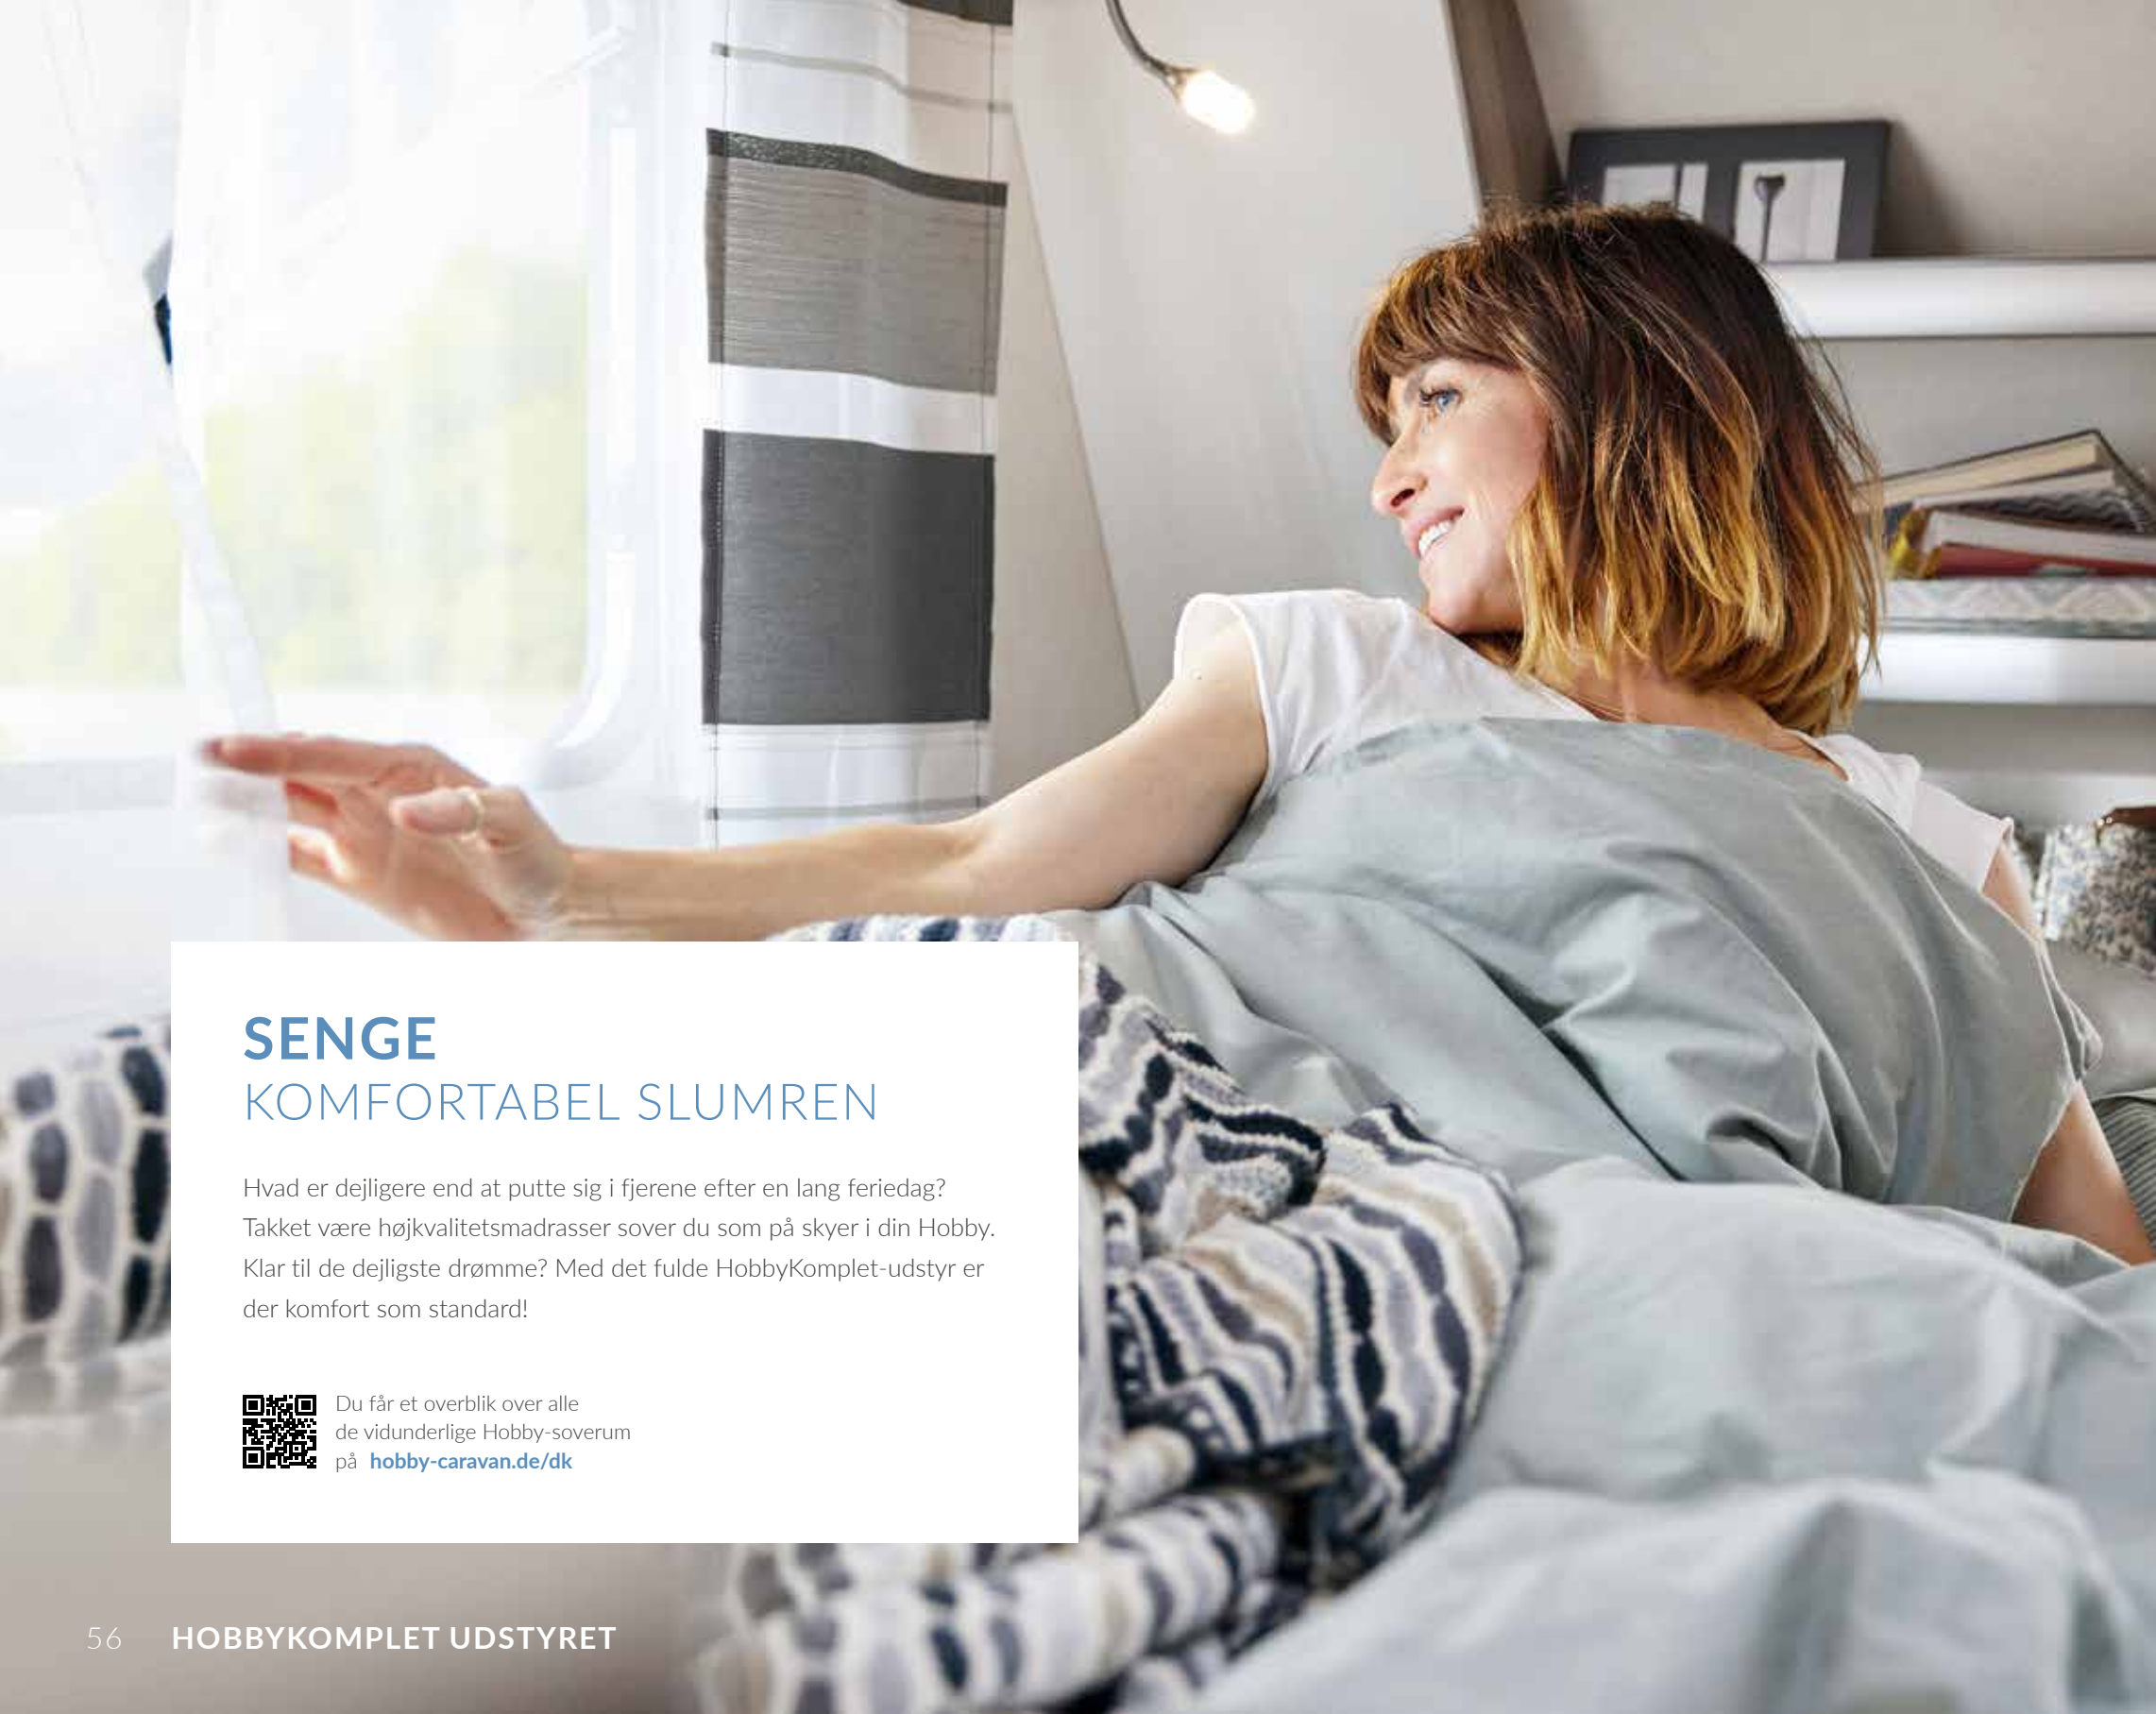 SENGE
KOMFORTABEL SLUMREN
Hvad er dejligere end at putte sig i fjerene efter en lang feriedag?
Takket være højkvalitetsmadrasser sover du som på skyer i din Hobby.
Klar til de dejligste drømme? Med det fulde HobbyKomplet-udstyr er
der komfort som standard!
Du får et overblik over alle
de vidunderlige Hobby-soverum
på hobby-caravan.de/dk
56 HOBBYKOMPLET UDSTYRET